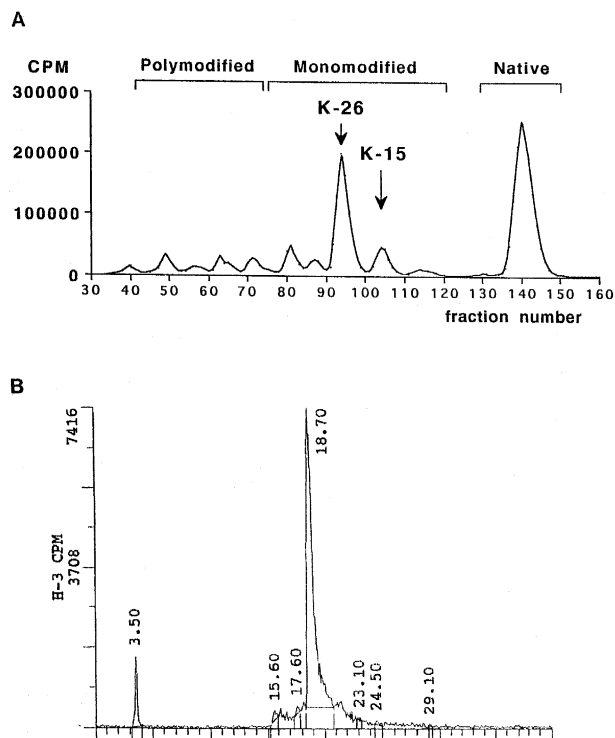 A
CPM
Polymodified
Monomodified
Native
300000
K-26
200000
K-15
100000
0
30 40 50 60 70 80 90 100 110 120 130 140 150 160
fraction number
B
7416
18.70
H-3 CPM
3708
3.50
15.60
17.60
23.10
24.50
29.10